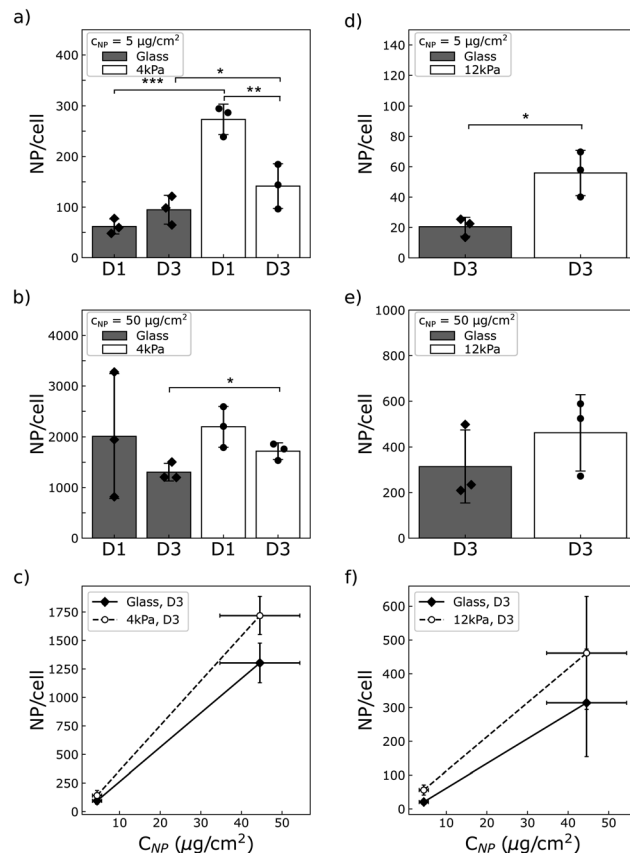 a)
c_NP = 5 µg/cm²
Glass
4kPa
***
*
**
NP/cell
400
300
200
100
0
D1 D3 D1 D3
d)
c_NP = 5 µg/cm²
Glass
12kPa
*
NP/cell
140
120
100
80
60
40
20
0
D3 D3
b)
c_NP = 50 µg/cm²
Glass
4kPa
*
NP/cell
4000
3000
2000
1000
0
D1 D3 D1 D3
e)
c_NP = 50 µg/cm²
Glass
12kPa
NP/cell
1000
800
600
400
200
0
D3 D3
c)
Glass, D3
4kPa, D3
NP/cell
1750
1500
1250
1000
750
500
250
0
10 20 30 40 50
C_NP (µg/cm²)
f)
Glass, D3
12kPa, D3
NP/cell
600
500
400
300
200
100
0
10 20 30 40 50
C_NP (µg/cm²)